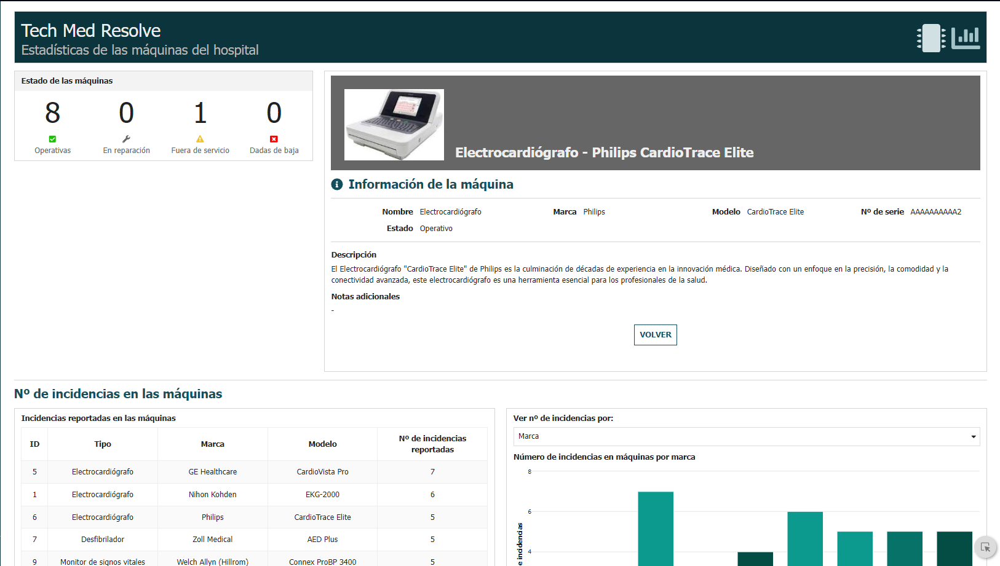 Tech Med Resolve
Estadísticas de las máquinas del hospital
Estado de las máquinas
8 0 1 0
Operativas En reparación Fuera de servicio Dadas de baja
Electrocardiógrafo - Philips CardioTrace Elite
Información de la máquina
Nombre Electrocardiógrafo Marca Philips Modelo CardioTrace Elite Nº de serie AAAAAAAAAA2
Estado Operativo
Descripción
El Electrocardiógrafo "CardioTrace Elite" de Philips es la culminación de décadas de experiencia en la innovación médica. Diseñado con un enfoque en la precisión, la comodidad y la
conectividad avanzada, este electrocardiógrafo es una herramienta esencial para los profesionales de la salud.
Notas adicionales
-
VOLVER
Nº de incidencias en las máquinas
Incidencias reportadas en las máquinas
ID Tipo Marca Modelo Nº de incidencias
reportadas
5 Electrocardiógrafo GE Healthcare CardioVista Pro 7
1 Electrocardiógrafo Nihon Kohden EKG-2000 6
6 Electrocardiógrafo Philips CardioTrace Elite 5
7 Desfibrilador Zoll Medical AED Plus 5
9 Monitor de signos vitales Welch Allyn (Hillrom) Connex ProBP 3400 5
Ver nº de incidencias por:
Marca
Número de incidencias en máquinas por marca
8
6
4
e incidencias